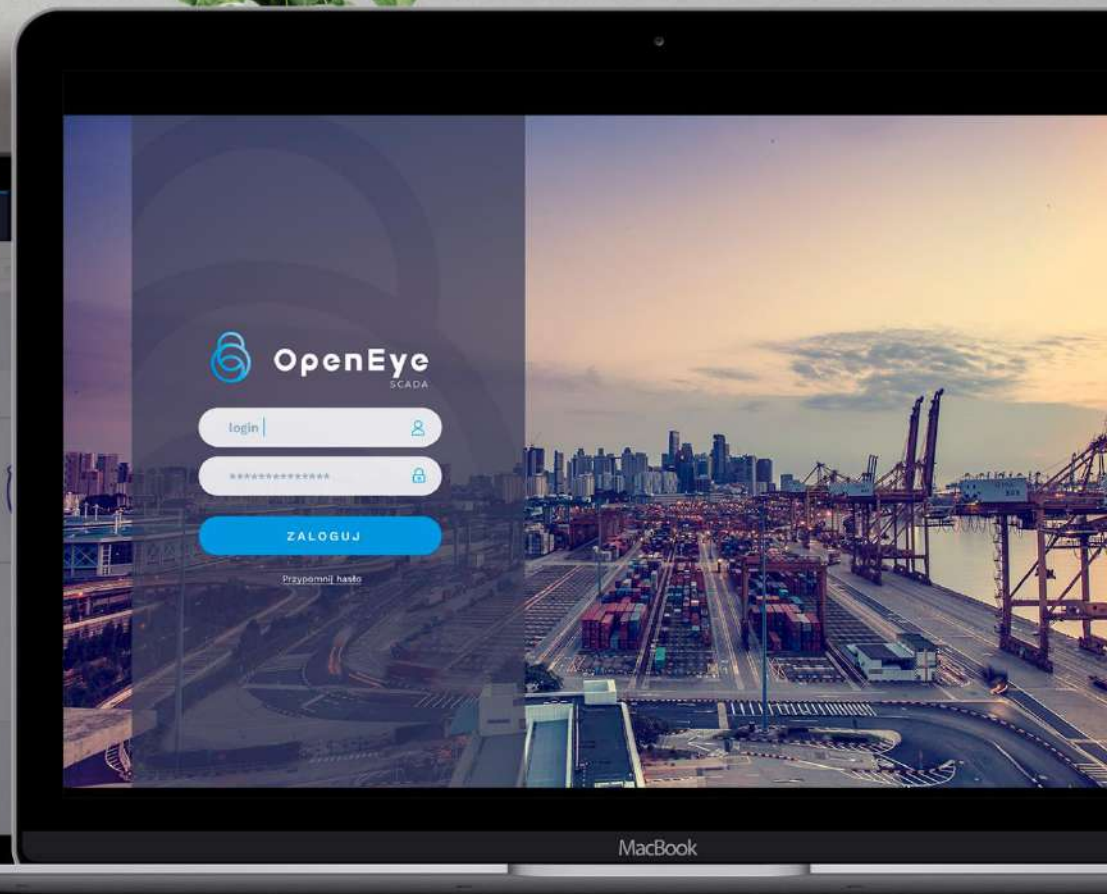 OpenEye
SCADA
login
**************
ZALOGUJ
Przypomnij hasło
MacBook